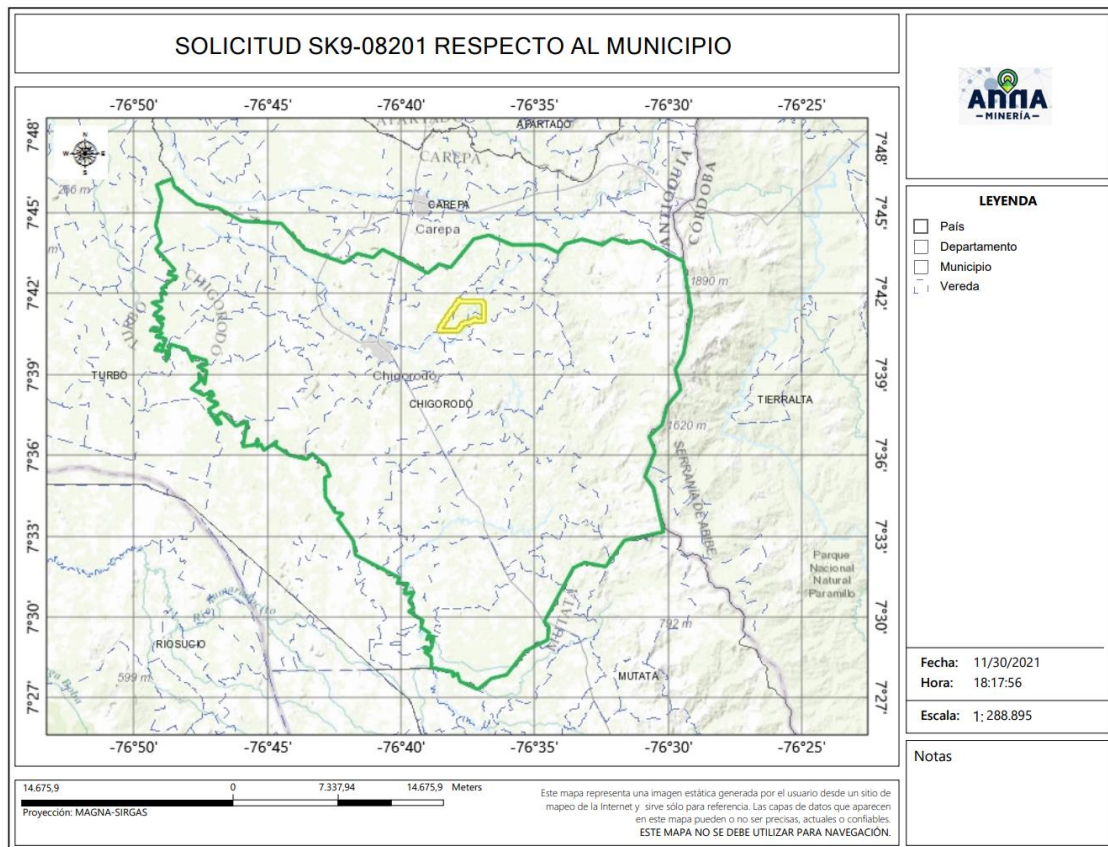 SOLICITUD SK9-08201 RESPECTO AL MUNICIPIO
-76°50' -76°45' -76°40' -76°35' -76°30' -76°25'
7°48'
7°45'
7°42'
7°39'
7°36'
7°33'
7°30'
7°27'
N
W E
S
APARTADO
APARTADO
CAREPA
266 m
CAREPA
Carepa
ANTIOQUIA
CORDOBA
1890 m
TURBO
CHIGORODO
TURBO
Chigorodó
CHIGORODÓ
TIERRALTA
1620 m
SERRANIA DE ABIBE
Parque
Nacional
Natural
Paramillo
RIOSUCIO
MUTATA
792 m
599 m
MUTATA
7°48'
7°45'
7°42'
7°39'
7°36'
7°33'
7°30'
7°27'
-76°50' -76°45' -76°40' -76°35' -76°30' -76°25'
14.675,9 0 7.337,94 14.675,9 Meters
Proyección: MAGNA-SIRGAS
Este mapa representa una imagen estática generada por el usuario desde un sitio de
mapeo de la Internet y sirve sólo para referencia. Las capas de datos que aparecen
en este mapa pueden o no ser precisas, actuales o confiables.
ESTE MAPA NO SE DEBE UTILIZAR PARA NAVEGACIÓN.
ANNA
–MINERÍA–
LEYENDA
País
Departamento
Municipio
Vereda
Fecha: 11/30/2021
Hora: 18:17:56
Escala: 1: 288.895
Notas